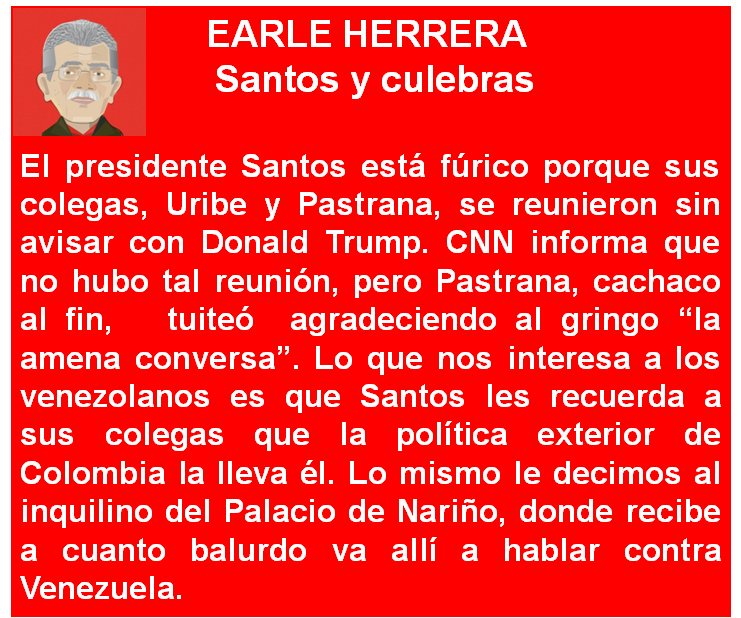 EARLE HERRERA
Santos y culebras
El presidente Santos está fúrico porque sus
colegas, Uribe y Pastrana, se reunieron sin
avisar con Donald Trump. CNN informa que
no hubo tal reunión, pero Pastrana, cachaco
al fin, tuiteó agradeciendo al gringo “la
amena conversa”. Lo que nos interesa a los
venezolanos es que Santos les recuerda a
sus colegas que la política exterior de
Colombia la lleva él. Lo mismo le decimos al
inquilino del Palacio de Nariño, donde recibe
a cuanto balurdo va allí a hablar contra
Venezuela.